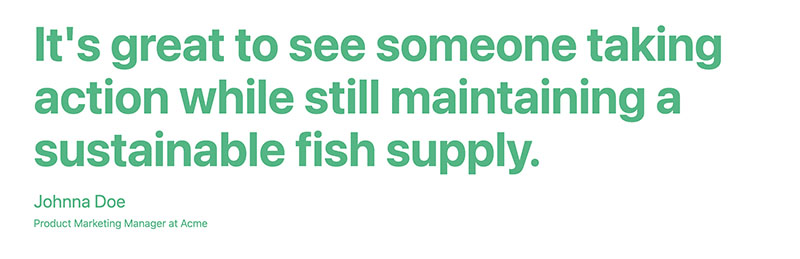 It's great to see someone taking
action while still maintaining a
sustainable fish supply.
Johnna Doe
Product Marketing Manager at Acme